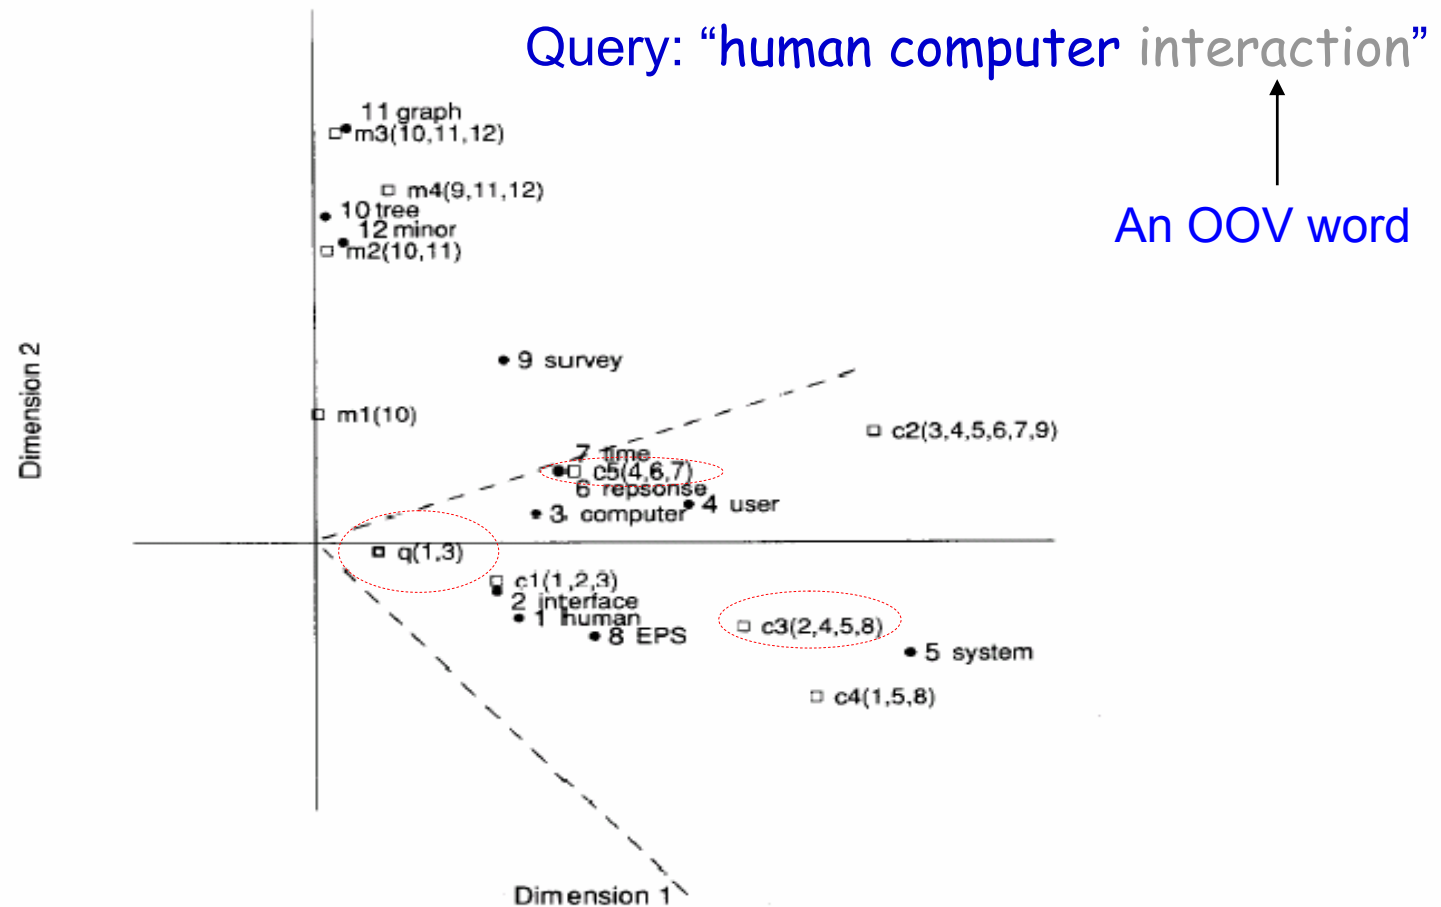 Query: “human computer interaction”
An OOV word
11 graph
m3(10,11,12)
m4(9,11,12)
10 tree
12 minor
m2(10,11)
Dimension 2
9 survey
m1(10)
c2(3,4,5,6,7,9)
7 time
c5(4,6,7)
6 repsonse
4 user
3. computer
q(1,3)
c1(1,2,3)
2 interface
1 human
8 EPS
c3(2,4,5,8)
5 system
c4(1,5,8)
Dimension 1